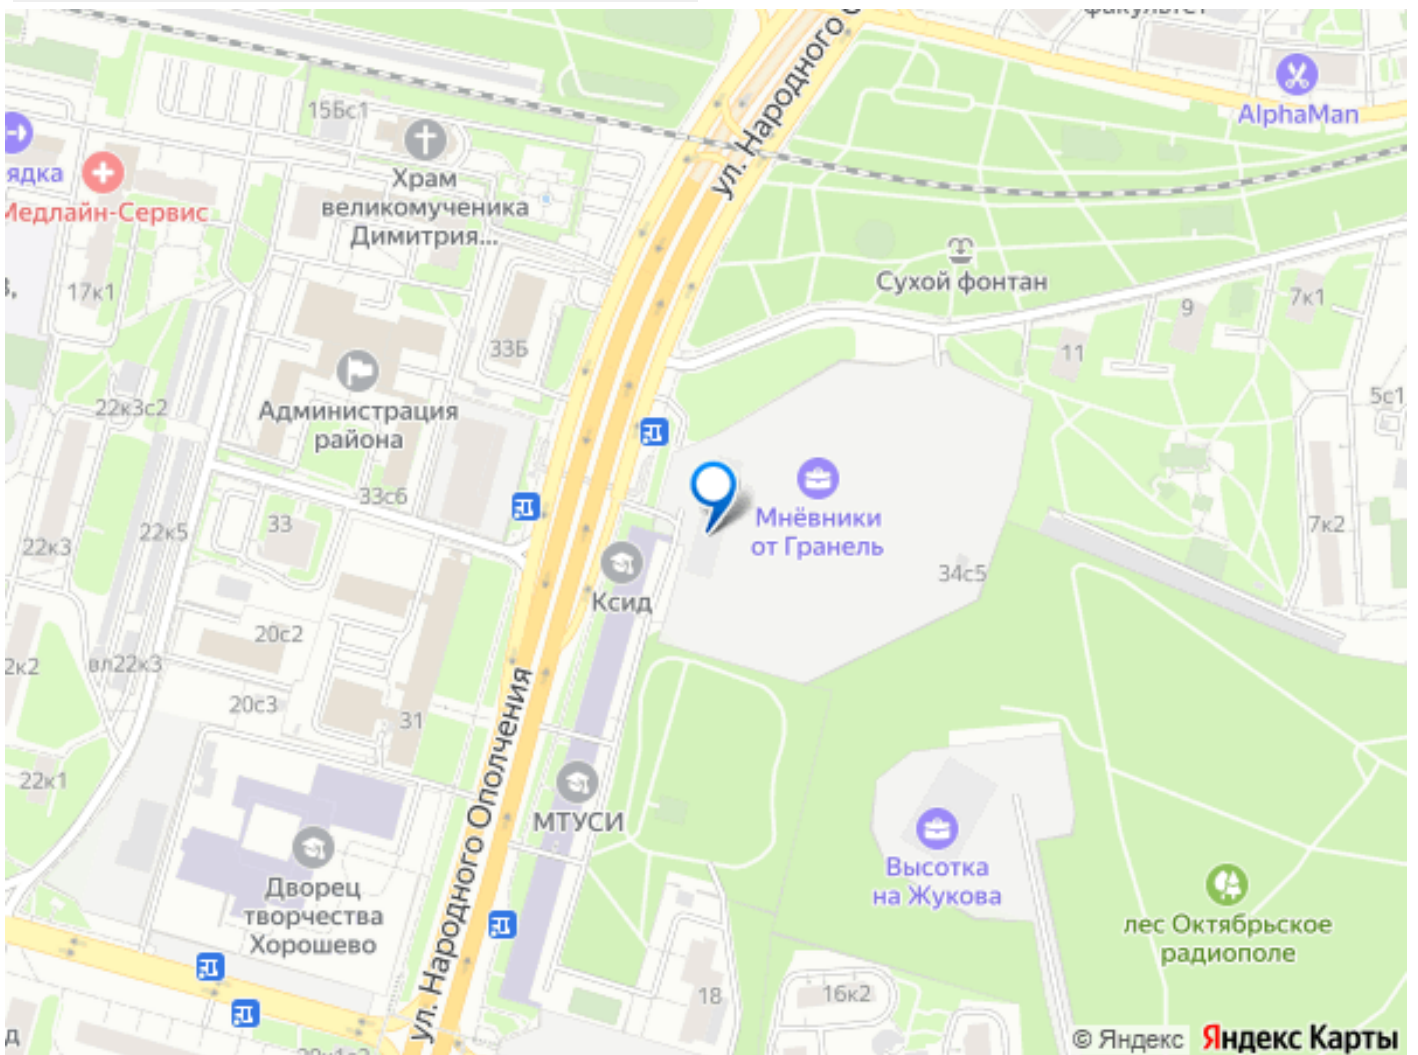 факультет
ул. Народного О
AlphaMan
15Бс1
Храм
великомученика
Димитрия...
ядка
Медлайн-Сервис
17к1
Сухой фонтан
7к1
9
11
33Б
5с1
22к3с2
Администрация
района
Мнёвники
от Гранель
33с6
33
22к5
22к3
7к2
34с5
Ксид
20с2
2к2
вл22к3
20с3
31
ул. Народного Ополчения
22к1
МТУСИ
Высотка
на Жукова
Дворец
творчества
Хорошево
лес Октябрьское
радиополе
18
16к2
д
© Яндекс Яндекс Карты